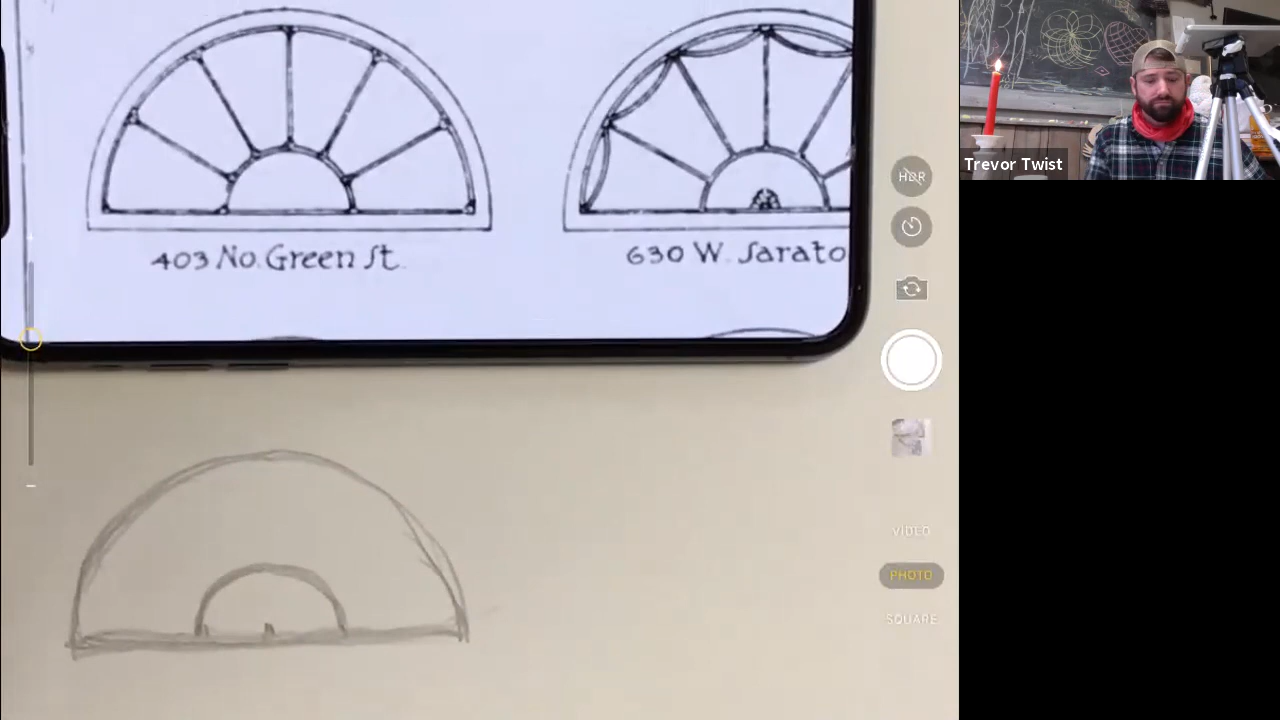 403 No. Green St.
630 W. Sarato
HDR
VIDEO
PHOTO
SQUARE
Trevor Twist